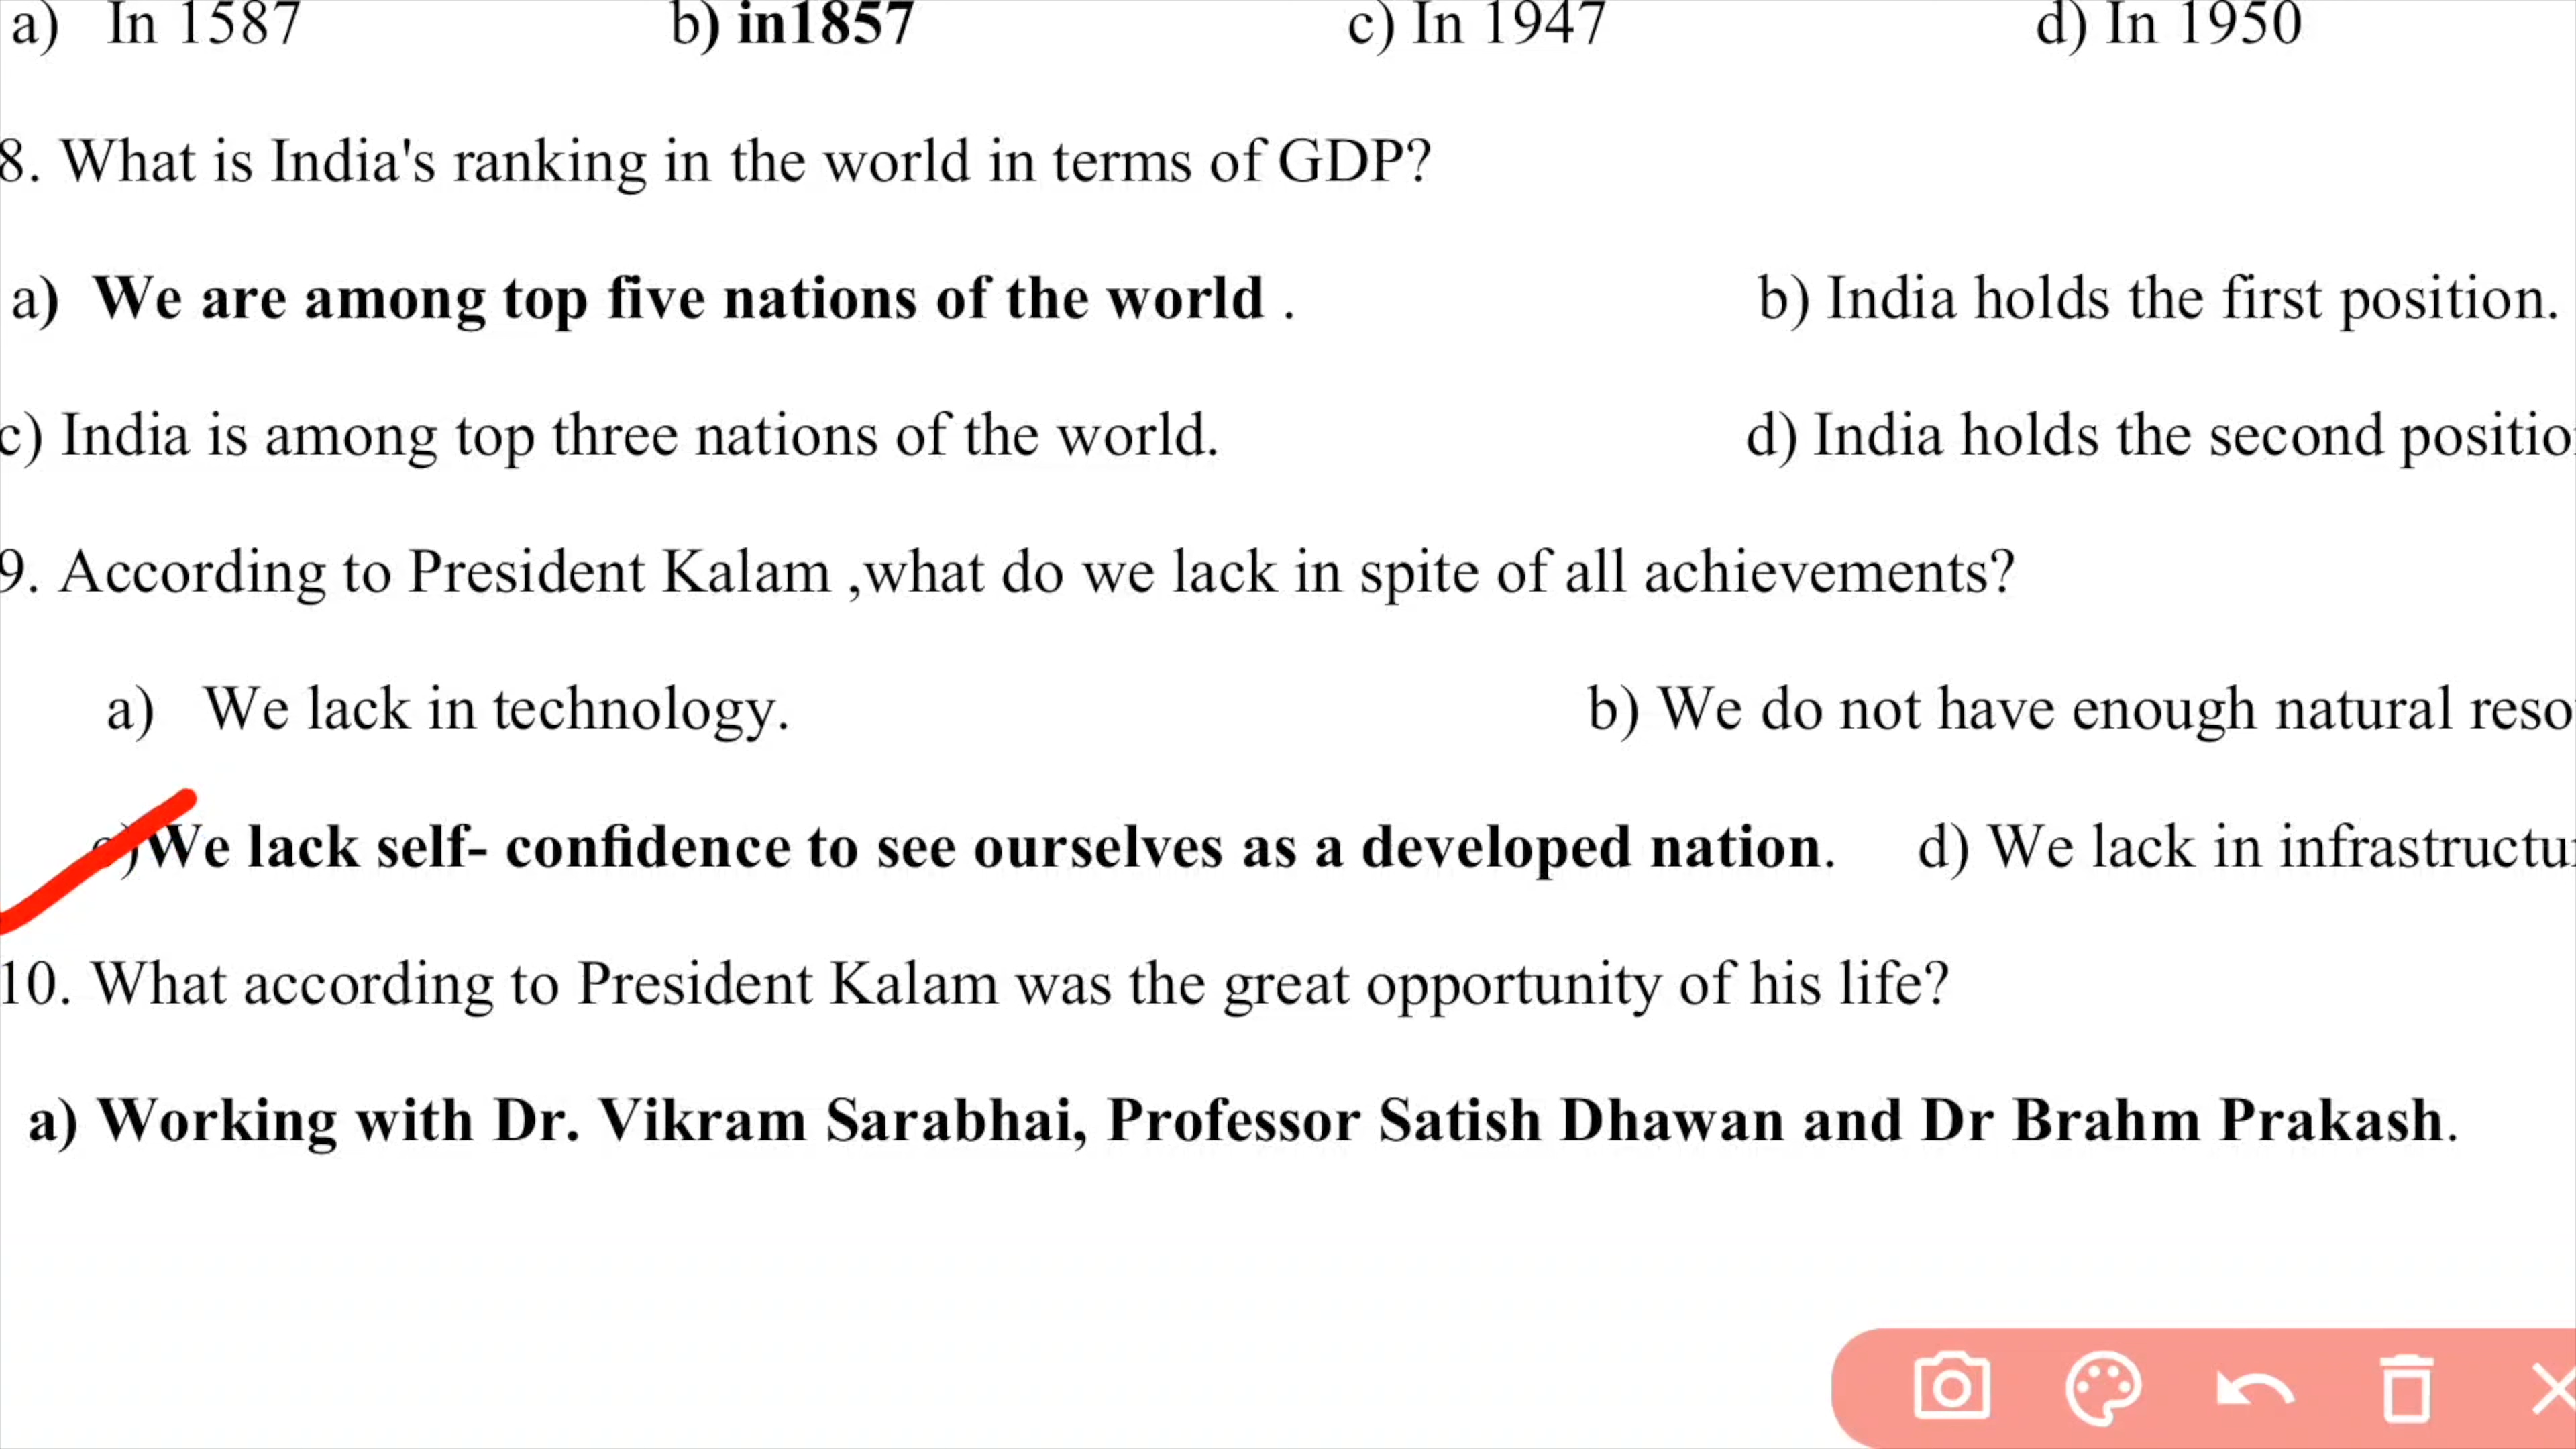 a) In 1587 b) in1857 c) In 1947 d) In 1950
8. What is India's ranking in the world in terms of GDP?
a) We are among top five nations of the world . b) India holds the first position.
c) India is among top three nations of the world. d) India holds the second
9. According to President Kalam ,what do we lack in spite of all achievements?
a) We lack in technology. b) We do not have enough natural
c) We lack self- confidence to see ourselves as a developed nation. d) We lack in
10. What according to President Kalam was the great opportunity of his life?
a) Working with Dr. Vikram Sarabhai, Professor Satish Dhawan and Dr Brahm Prakash.